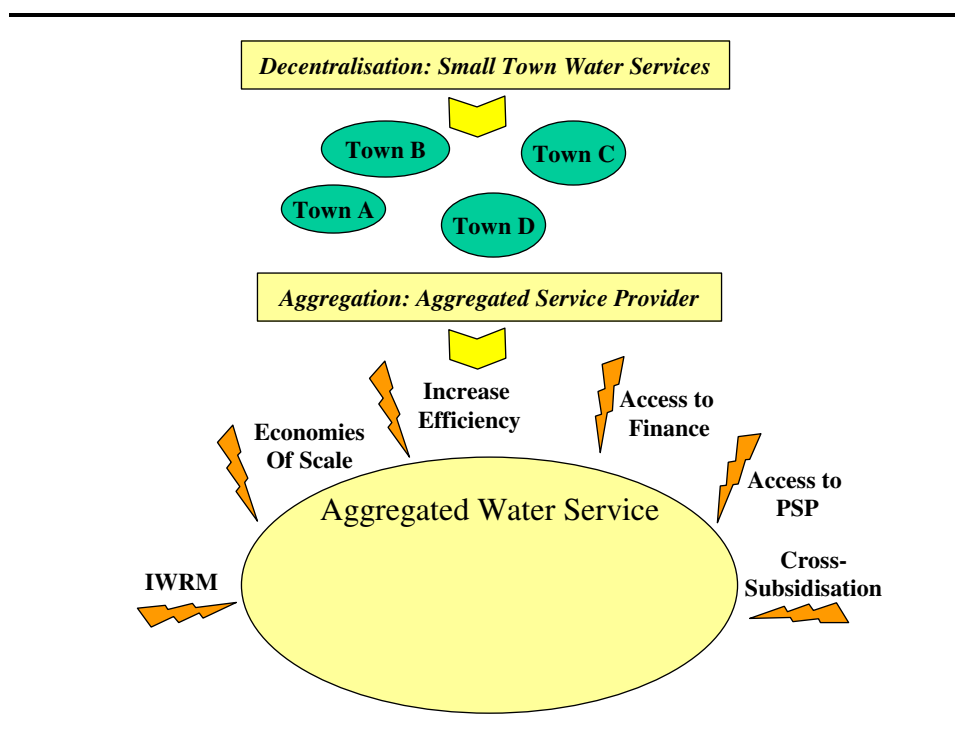 Decentralisation: Small Town Water Services
Town B
Town C
Town A
Town D
Aggregation: Aggregated Service Provider
Increase
Efficiency
Access to
Finance
Economies
Of Scale
Access to
PSP
Aggregated Water Service
IWRM
Cross-
Subsidisation